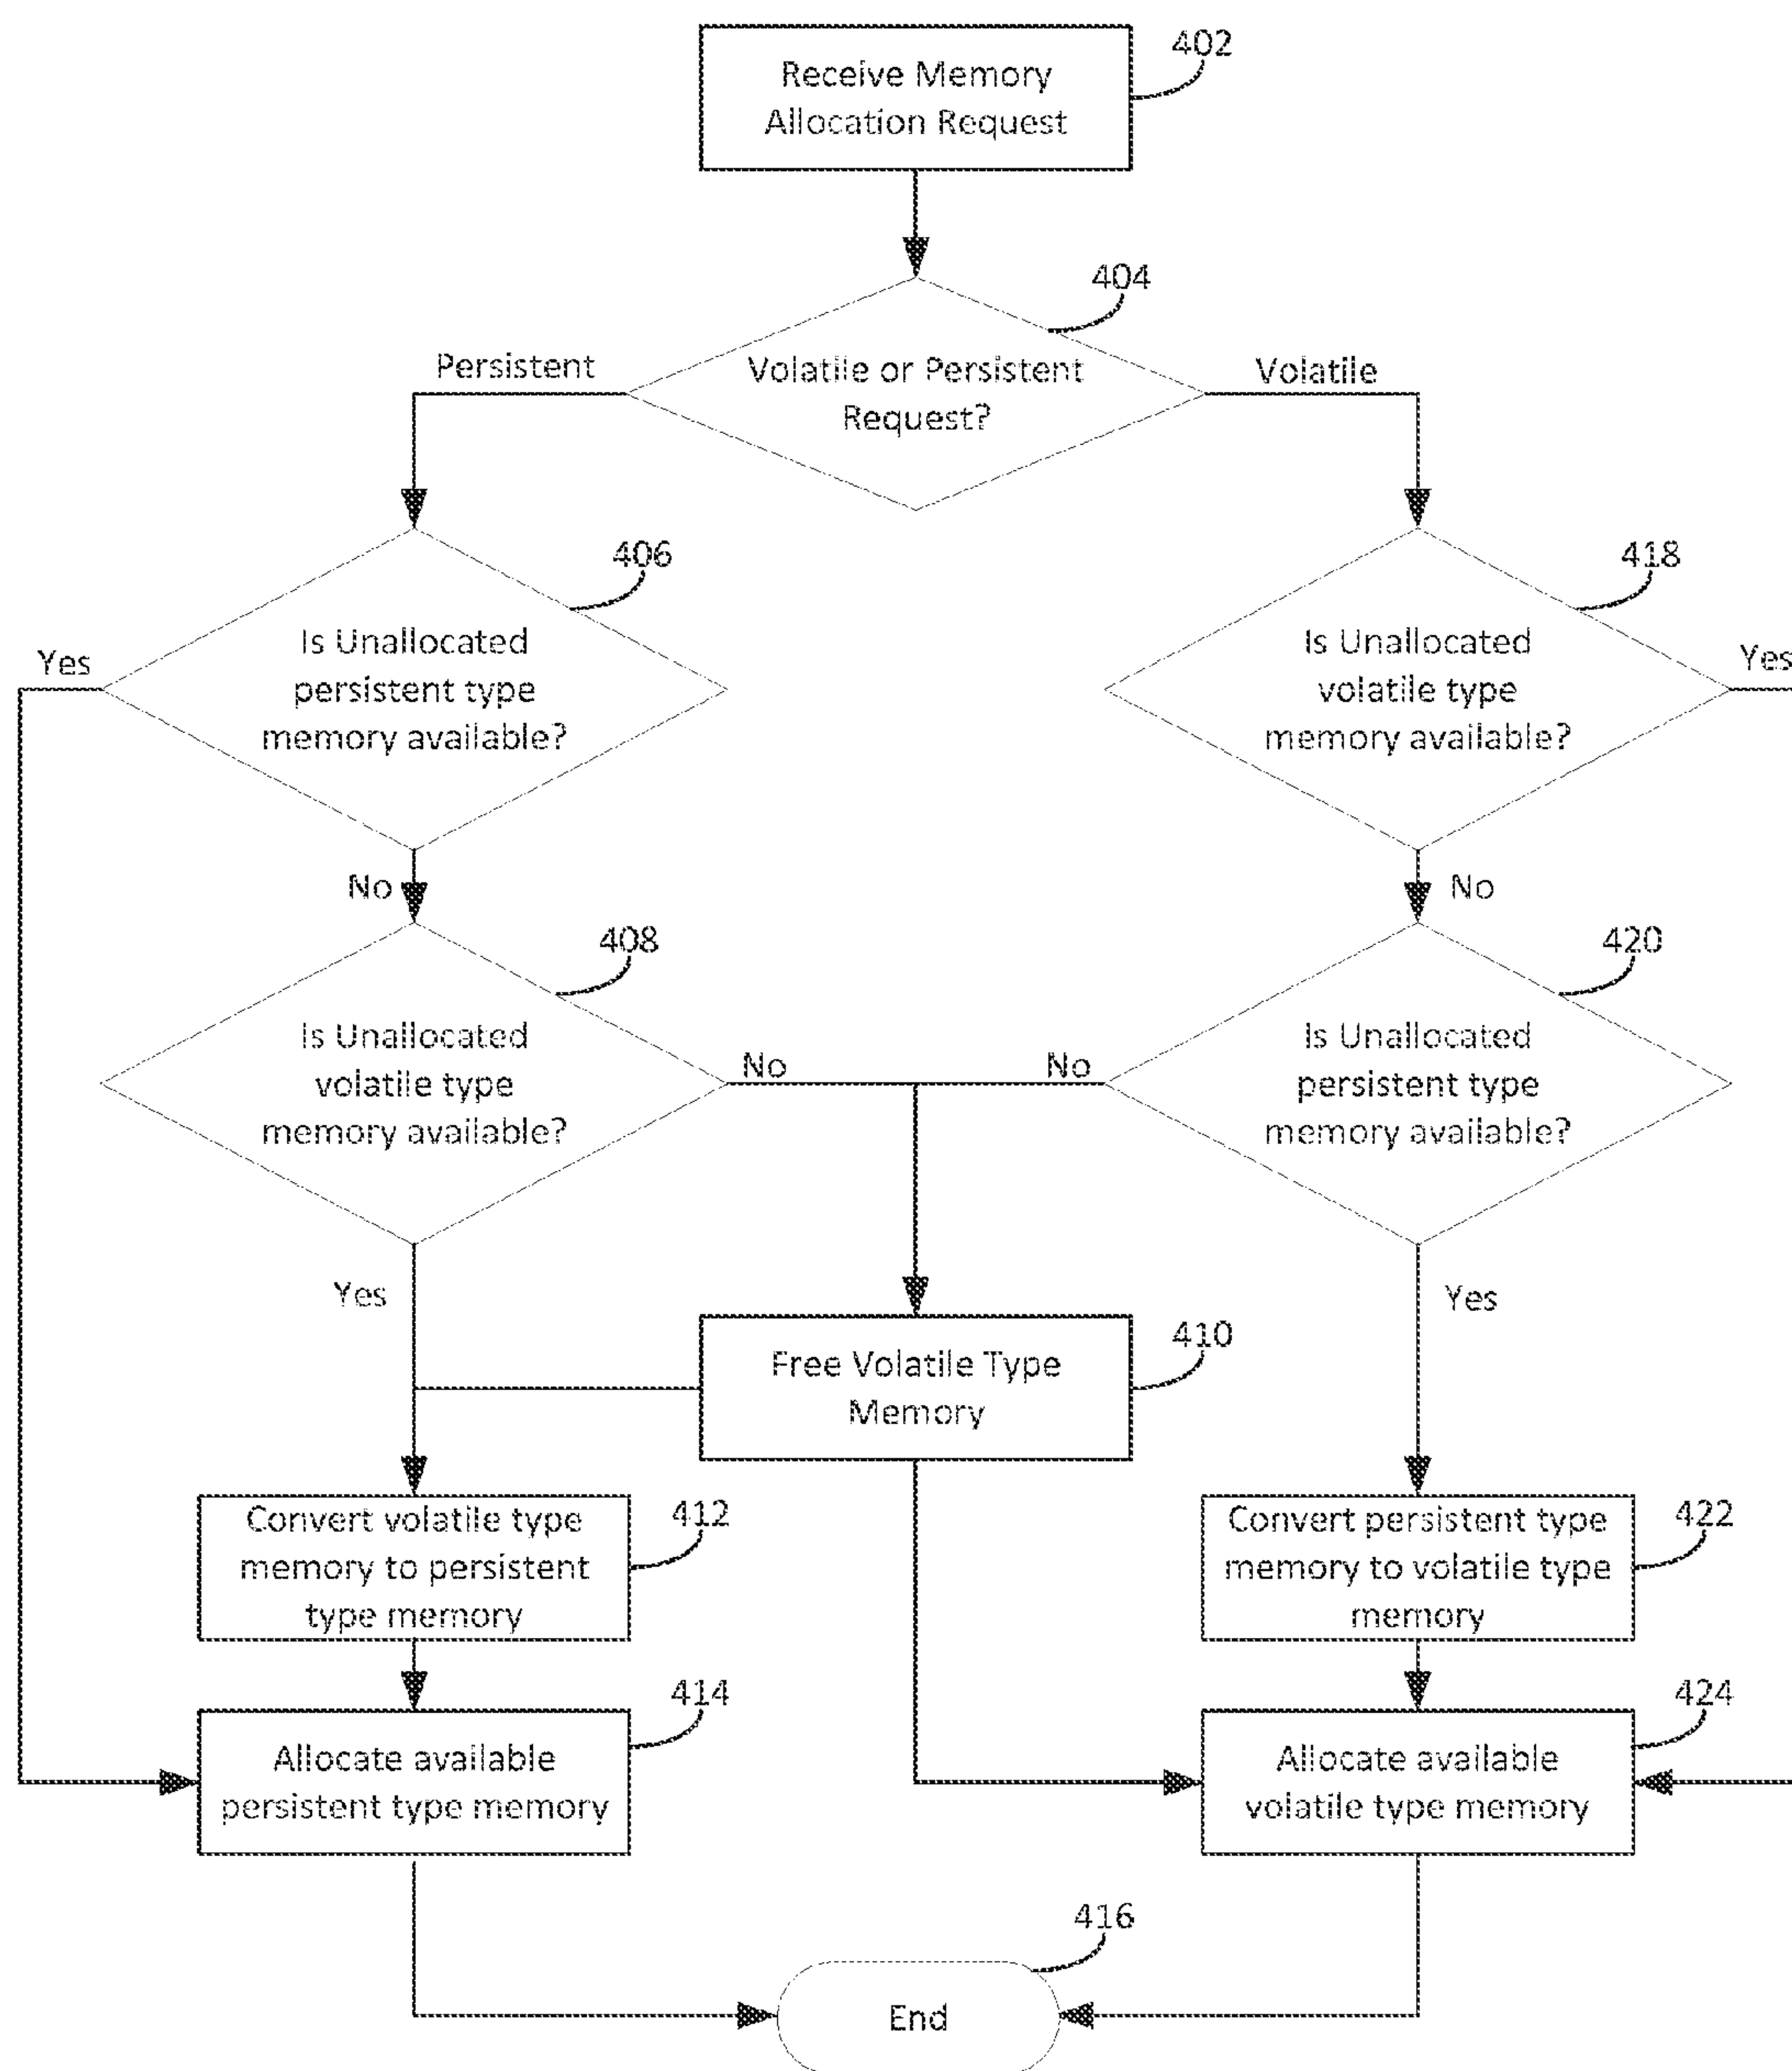 402
Receive Memory
Allocation Request
404
Persistent
Volatile or Persistent
Request?
Volatile
406
418
Yes
Is Unallocated
persistent type
memory available?
Is Unallocated
volatile type
memory available?
Yes
No
No
408
420
Is Unallocated
volatile type
memory available?
No
No
Is Unallocated
persistent type
memory available?
Yes
Yes
Free Volatile Type
Memory
410
Convert volatile type
memory to persistent
type memory
412
Convert persistent type
memory to volatile type
memory
422
414
424
Allocate available
persistent type memory
Allocate available
volatile type memory
416
End